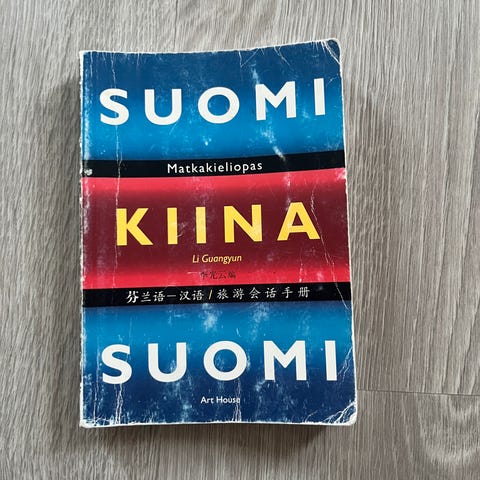 SUOMI
Matkakieliopas
KIINA
Li Guangyun
李光云编
芬兰语－汉语/旅游会话手册
SUOMI
Art House